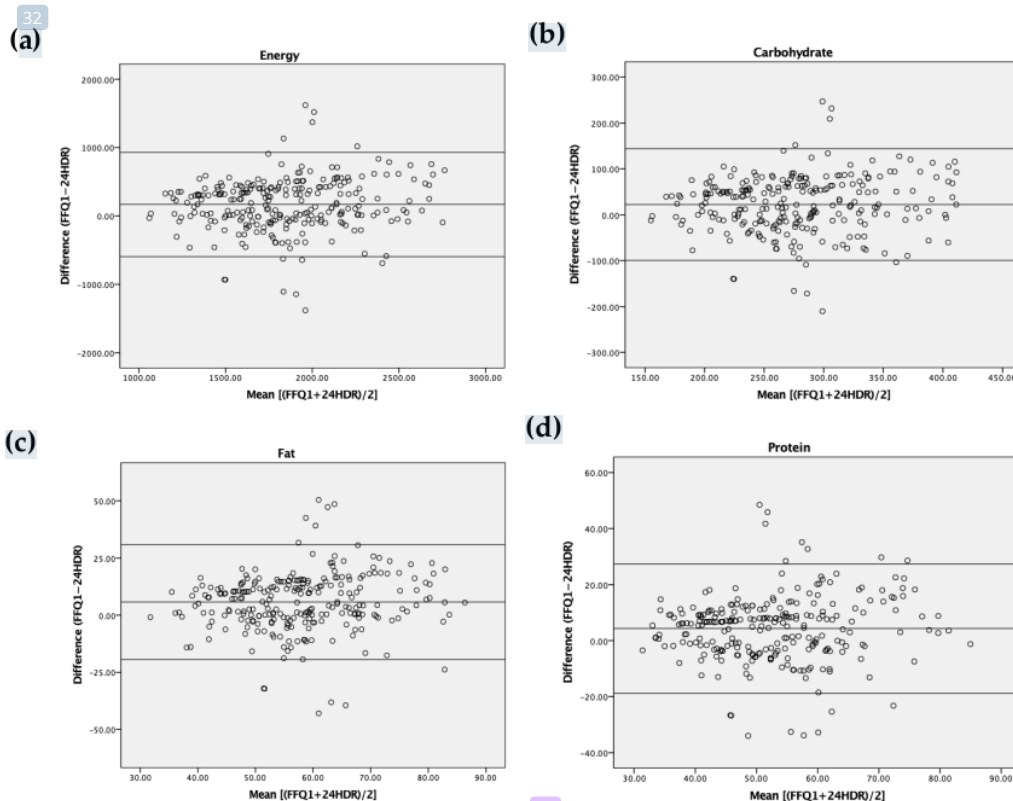 32
(a)
Energy
2000.00
1000.00
0.00
-1000.00
-2000.00
Difference (FFQ1-24HDR)
1000.00 1500.00 2000.00 2500.00 3000.00
Mean [(FFQ1+24HDR)/2]
(b)
Carbohydrate
300.00
200.00
100.00
0.00
-100.00
-200.00
-300.00
Difference (FFQ1-24HDR)
150.00 200.00 250.00 300.00 350.00 400.00 450.00
Mean [(FFQ1+24HDR)/2]
(c)
Fat
50.00
25.00
0.00
-25.00
-50.00
Difference (FFQ1-24HDR)
30.00 40.00 50.00 60.00 70.00 80.00 90.00
Mean [(FFQ1+24HDR)/2]
(d)
Protein
60.00
40.00
20.00
0.00
-20.00
-40.00
Difference (FFQ1-24HDR)
30.00 40.00 50.00 60.00 70.00 80.00 90.00
Mean [(FFQ1+24HDR)/2]